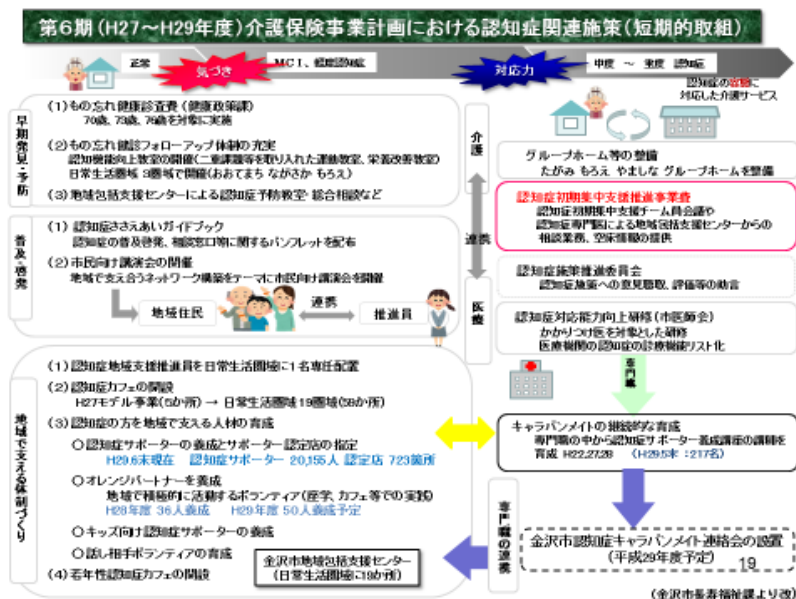 第6期(H27～H29年度)介護保険事業計画における認知症関連施策(短期的取組)
正常
気づき
MCI、軽度認知症
対応力
中度 ～ 重度 認知症
認知症の容態に
対応した介護サービス
早期発見・予防
(1)もの忘れ健康診査費(健康政策課)
70歳、73歳、76歳を対象に実施
(2)もの忘れ健診フォローアップ体制の充実
認知機能向上教室の開催(二重課題等を取り入れた運動教室、栄養改善教室)
日常生活圏域 3圏域で開催(おおてまち ながさか もろえ)
(3)地域包括支援センターによる認知症予防教室・総合相談など
普及・啓発
(1) 認知症ささえあいガイドブック
認知症の普及啓発、相談窓口等に関するパンフレットを配布
(2)市民向け講演会の開催
地域で支え合うネットワーク構築をテーマに市民向け講演会を開催
地域住民
連携
推進員
介護
連携
医療
グループホーム等の整備
たがみ もろえ やましな グループホームを整備
認知症初期集中支援推進事業費
認知症初期集中支援チーム員会議や
認知症専門医による地域包括支援センターからの
相談業務、空床情報の提供
認知症施策推進委員会
認知症施策への意見聴取、評価等の助言
認知症対応能力向上研修(市医師会)
かかりつけ医を対象とした研修
医療機関の認知症の診療機能リスト化
専門職
地域で支える体制づくり
(1)認知症地域支援推進員を日常生活圏域に1名専任配置
(2)認知症カフェの開設
H27モデル事業(5か所) → 日常生活圏域19圏域(58か所)
(3)認知症の方を地域で支える人材の育成
○認知症サポーターの養成とサポーター認定店の指定
H29.6末現在 認知症サポーター 20,155人 認定店 723箇所
○オレンジパートナーを養成
地域で積極的に活動するボランティア(座学、カフェ等での実践)
H28年度 36人養成 H29年度 50人養成予定
○キッズ向け認知症サポーターの養成
○話し相手ボランティアの育成
(4)若年性認知症カフェの開設
金沢市地域包括支援センター
(日常生活圏域に19か所)
キャラバンメイトの継続的な育成
専門職の中から認知症サポーター養成講座の講師を
育成 H22,27,28 (H29.5末:217名)
専門職の連携
金沢市認知症キャラバンメイト連絡会の設置
(平成29年度予定)
19
(金沢市長寿福祉課より改)